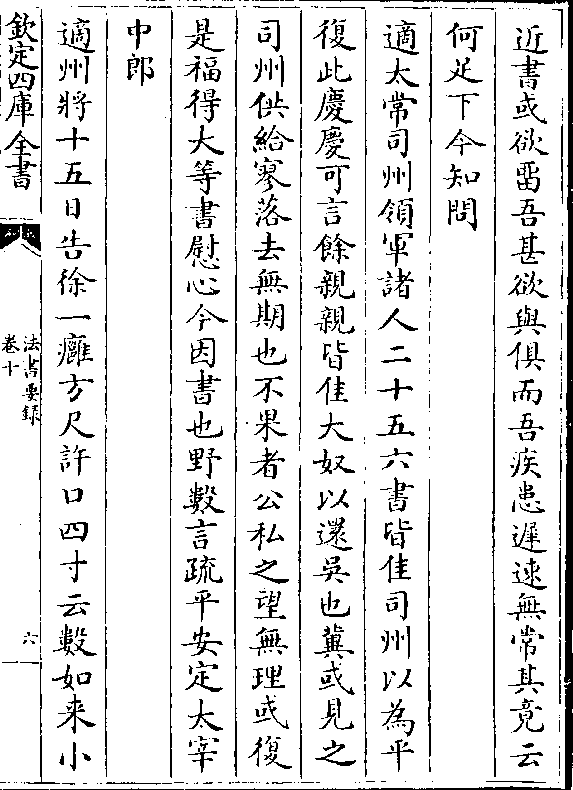 近書或欲畱吾甚欲與俱而吾疾患遲速無常其竟云
何足下今知問
適太常司州領軍諸人二十五六書皆佳司州以為平
復此慶慶可言餘親親皆佳大奴以還吳也冀或見之
司州供給寥落去無期也不果者公私之望無理或復
是福得大等書慰心今因書也野數言疏平安定太宰
中郎
適州將十五日告徐一癰方尺許口四寸云數如来小
欽定四庫全書
法書要録
卷十
六